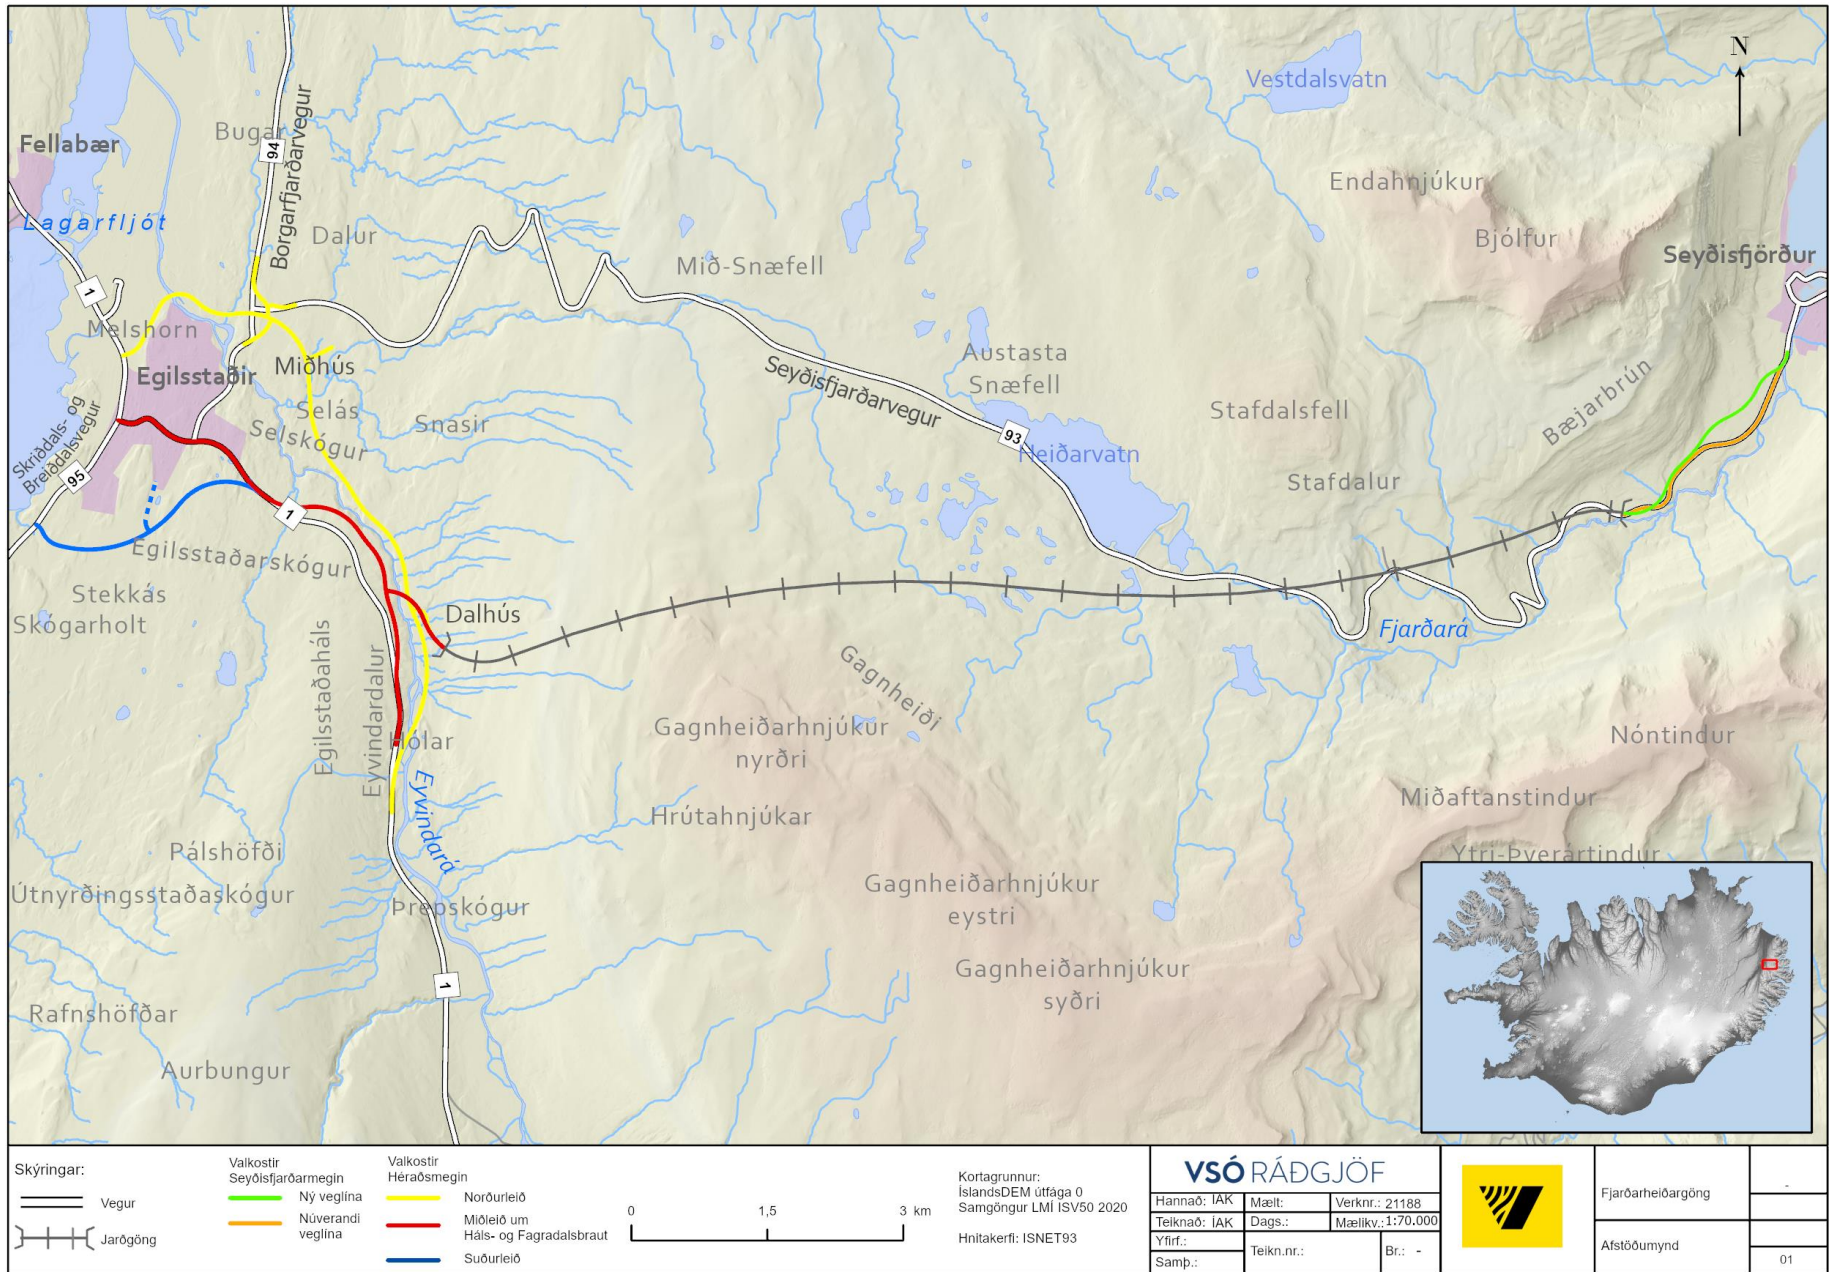 N
Vestdalsvatn
Fellabær
Bugar
94
Borgarfjarðarvegur
Endahnjúkur
Lagarfljót
Dalur
Bjólfur
Seyðisfjörður
Mið-Snæfell
1
Melshorn
Miðhús
Egilsstaðir
Austasta
Snæfell
Seyðisfjarðarvegur
Selás
Selskógur
Snasir
Stafdalsfell
Bæjarbrún
93
Heiðarvatn
Skriðdals- og
Breiðdalsvegur
95
Stafdalur
1
Egilsstaðarskógur
Stekkás
Skógarholt
Dalhús
Fjarðará
Egilsstaðaháls
Eyvindardalur
Gagnheiði
Gagnheiðarhnjúkur
nyrðri
Hólar
Nóntindur
Eyvindará
Hrútahnjúkar
Miðaftanstindur
Pálshöfði
Ytri-Þverártindur
Útnyrðingsstaðaskógur
Gagnheiðarhnjúkur
eystri
Þrepskógur
Gagnheiðarhnjúkur
syðri
1
Rafnshöfðar
Aurbungur
Skýringar:
Vegur
Jarðgöng
Valkostir
Seyðisfjarðarmegin
Ný veglína
Núverandi
veglína
Valkostir
Héraðsmegin
Norðurleið
Miðleið um
Háls- og Fagradalsbraut
Suðurleið
0 1,5 3 km
Kortagrunnur:
ÍslandsDEM útfága 0
Samgöngur LMÍ ISV50 2020
Hnitakerfi: ISNET93
VSÓ RÁÐGJÖF
Hannað: ÍAK Mælt: Verknr.: 21188
Teiknað: ÍAK Dags.: Mælikv.: 1:70.000
Yfirf.:
Samþ.:
Teikn.nr.: Br.: -
Fjarðarheiðargöng -
Afstöðumynd
01